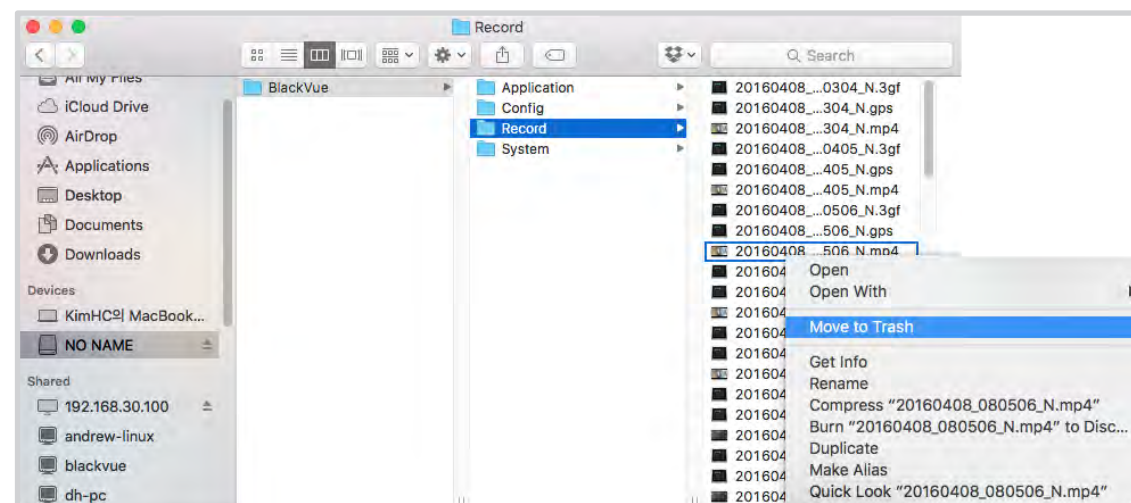 Record
Search
All My Files
iCloud Drive
AirDrop
Applications
Desktop
Documents
Downloads
Devices
KimHC의 MacBook...
NO NAME
Shared
192.168.30.100
andrew-linux
blackvue
dh-pc
BlackVue
Application
Config
Record
System
20160408_...0304_N.3gf
20160408_...304_N.gps
20160408_...304_N.mp4
20160408_...0405_N.3gf
20160408_...405_N.gps
20160408_...405_N.mp4
20160408_...0506_N.3gf
20160408_...506_N.gps
20160408_...506_N.mp4
201604
201604
201604
201604
201604
201604
201604
201604
201604
201604
201604
201604
Open
Open With
Move to Trash
Get Info
Rename
Compress “20160408_080506_N.mp4”
Burn “20160408_080506_N.mp4” to Disc...
Duplicate
Make Alias
Quick Look “20160408_080506_N.mp4”